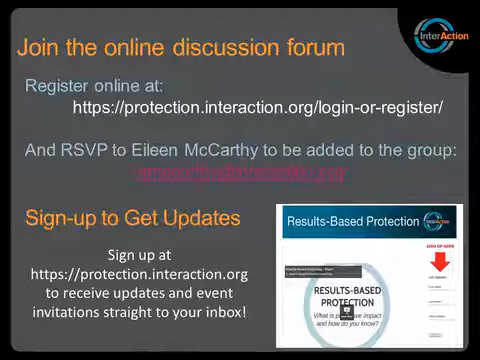 InterAction
Join the online discussion forum
Register online at:
https://protection.interaction.org/login-or-register/
And RSVP to Eileen McCarthy to be added to the group:
Sign-up to Get Updates
Sign up at
https://protection.interaction.org
to receive updates and event
invitations straight to your inbox!
Results-Based Protection
InterAction
SIGN UP HERE
RESULTS-BASED
PROTECTION
What is protective impact
and how do you know?